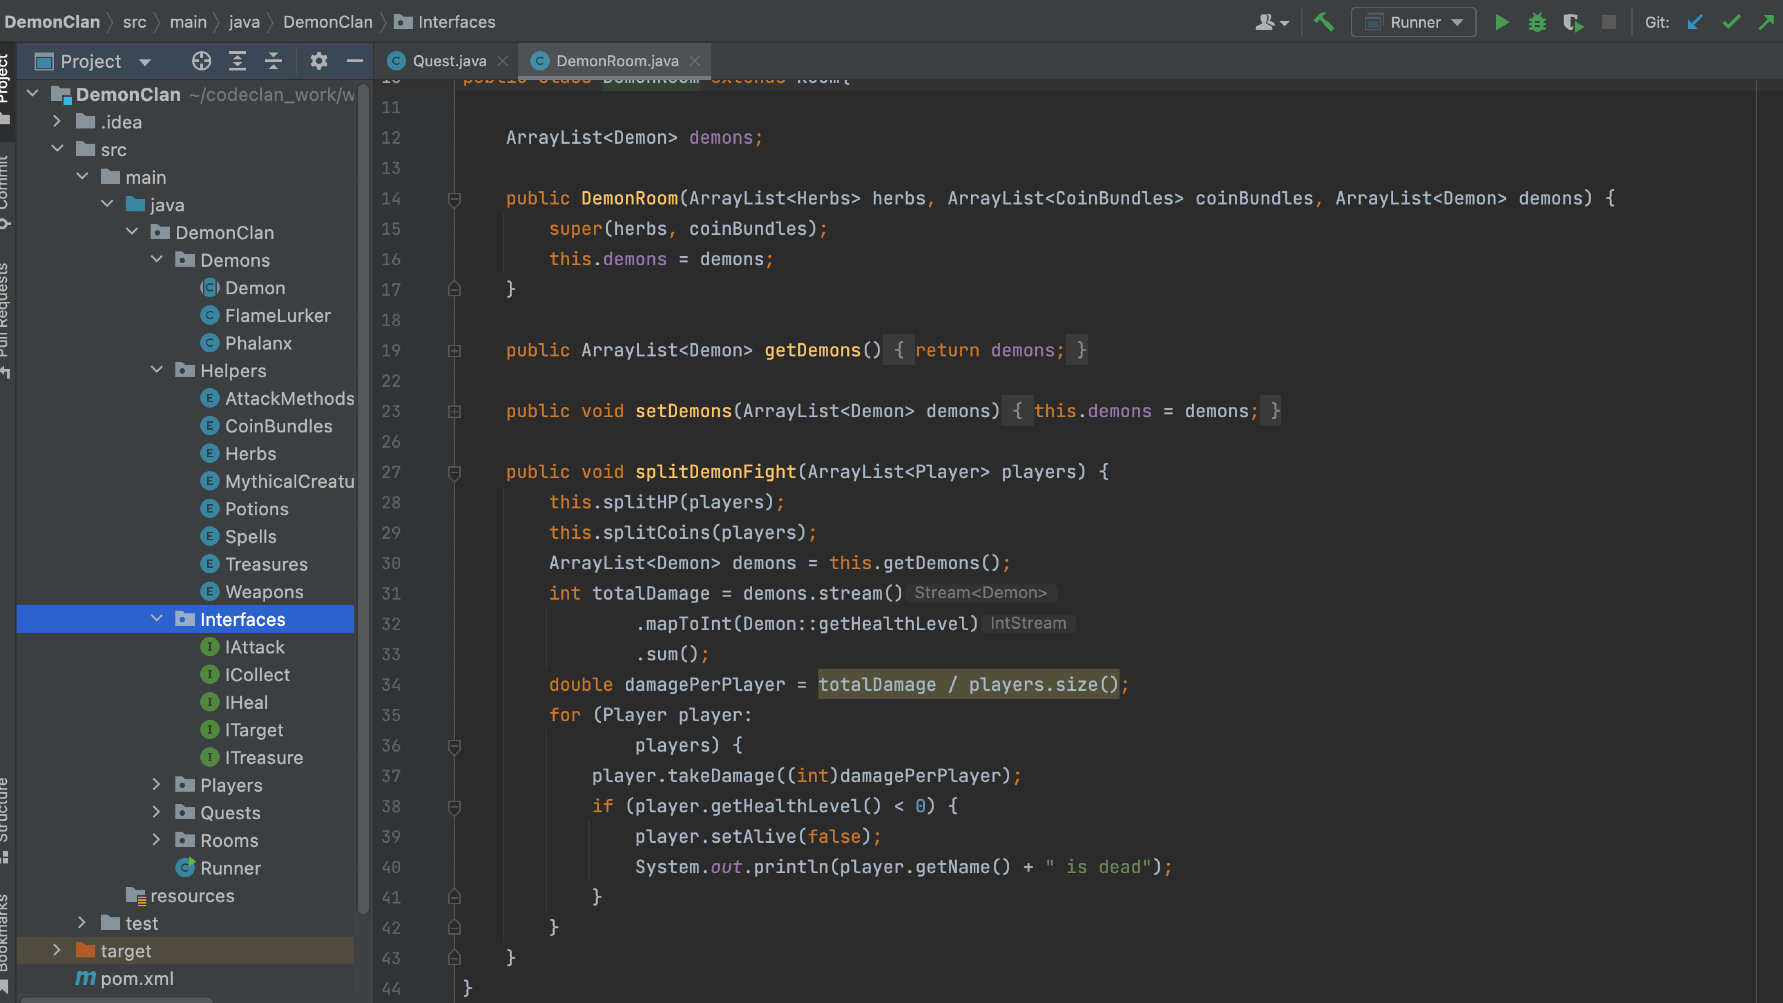 DemonClan src main java DemonClan Interfaces
Runner
Git:
Project
Quest.java
DemonRoom.java
Project
Commit
Pull Requests
Structure
Bookmarks
DemonClan ~/codeclan_work/w
.idea
src
main
java
DemonClan
Demons
Demon
FlameLurker
Phalanx
Helpers
AttackMethods
CoinBundles
Herbs
MythicalCreatu
Potions
Spells
Treasures
Weapons
Interfaces
IAttack
ICollect
IHeal
ITarget
ITreasure
Players
Quests
Rooms
Runner
resources
test
target
pom.xml
10 public class DemonRoom extends Room{
11
12 ArrayList<Demon> demons;
13
14 public DemonRoom(ArrayList<Herbs> herbs, ArrayList<CoinBundles> coinBundles, ArrayList<Demon> demons) {
15 super(herbs, coinBundles);
16 this.demons = demons;
17 }
18
19 public ArrayList<Demon> getDemons() { return demons; }
22
23 public void setDemons(ArrayList<Demon> demons) { this.demons = demons; }
26
27 public void splitDemonFight(ArrayList<Player> players) {
28 this.splitHP(players);
29 this.splitCoins(players);
30 ArrayList<Demon> demons = this.getDemons();
31 int totalDamage = demons.stream() Stream<Demon>
32 .mapToInt(Demon::getHealthLevel) IntStream
33 .sum();
34 double damagePerPlayer = totalDamage / players.size();
35 for (Player player:
36 players) {
37 player.takeDamage((int)damagePerPlayer);
38 if (player.getHealthLevel() < 0) {
39 player.setAlive(false);
40 System.out.println(player.getName() + " is dead");
41 }
42 }
43 }
44 }